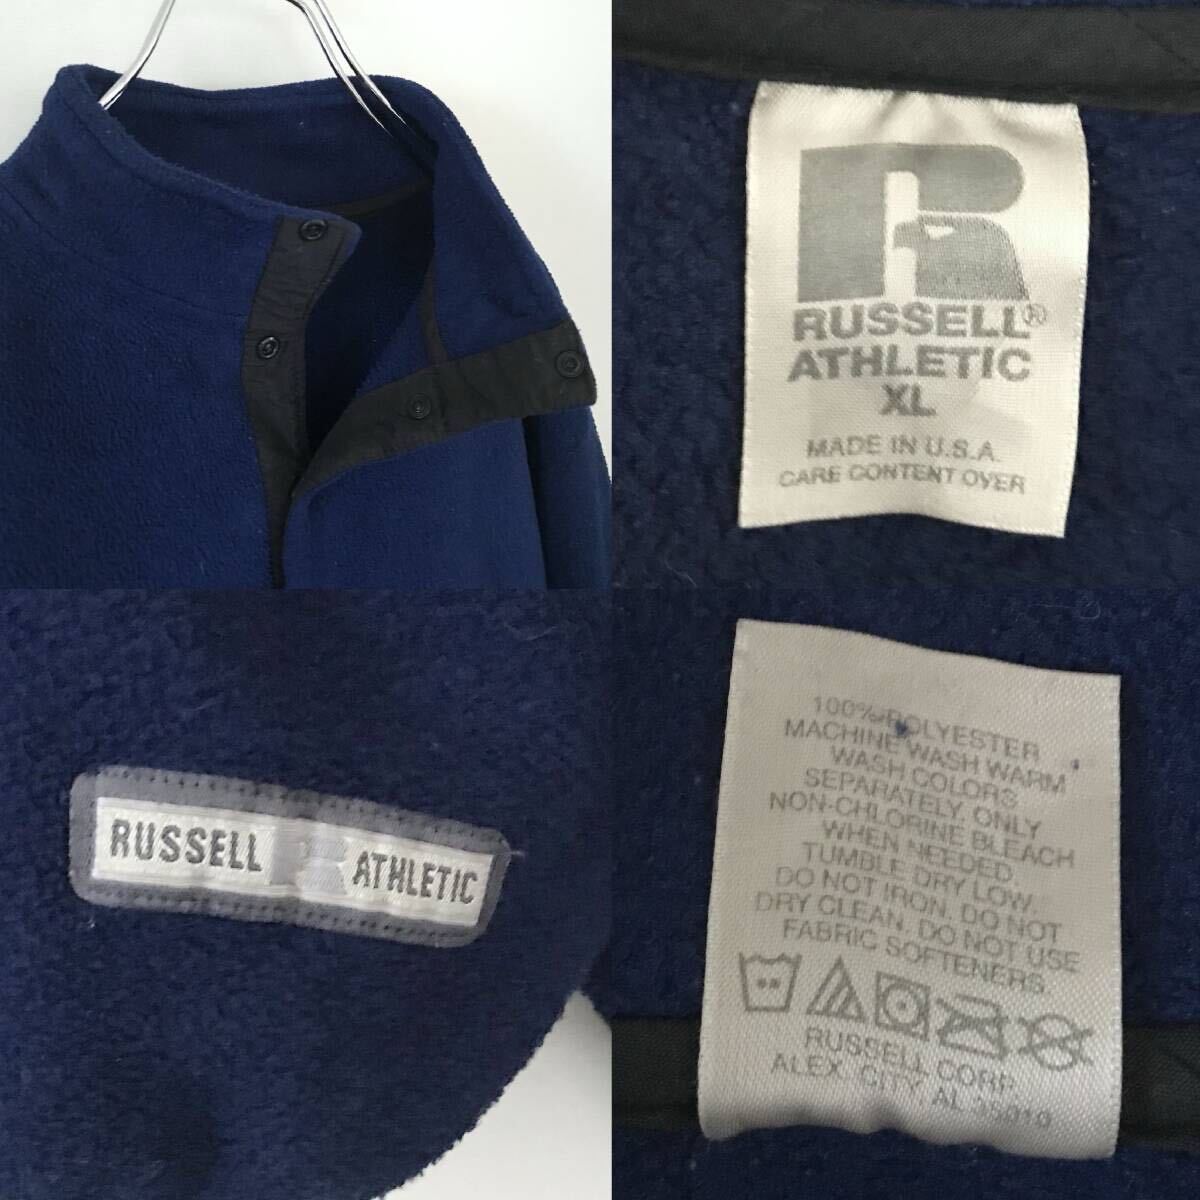 RUSSELL®
ATHLETIC
XL
MADE IN U.S.A.
CARE CONTENT OVER
RUSSELL ATHLETIC
100% POLYESTER
MACHINE WASH WARM
WASH COLORS
SEPARATELY. ONLY
NON-CHLORINE BLEACH
WHEN NEEDED.
TUMBLE DRY LOW.
DO NOT IRON. DO NOT
DRY CLEAN. DO NOT USE
FABRIC SOFTENERS.
RUSSELL CORP.
ALEX. CITY, AL 35010